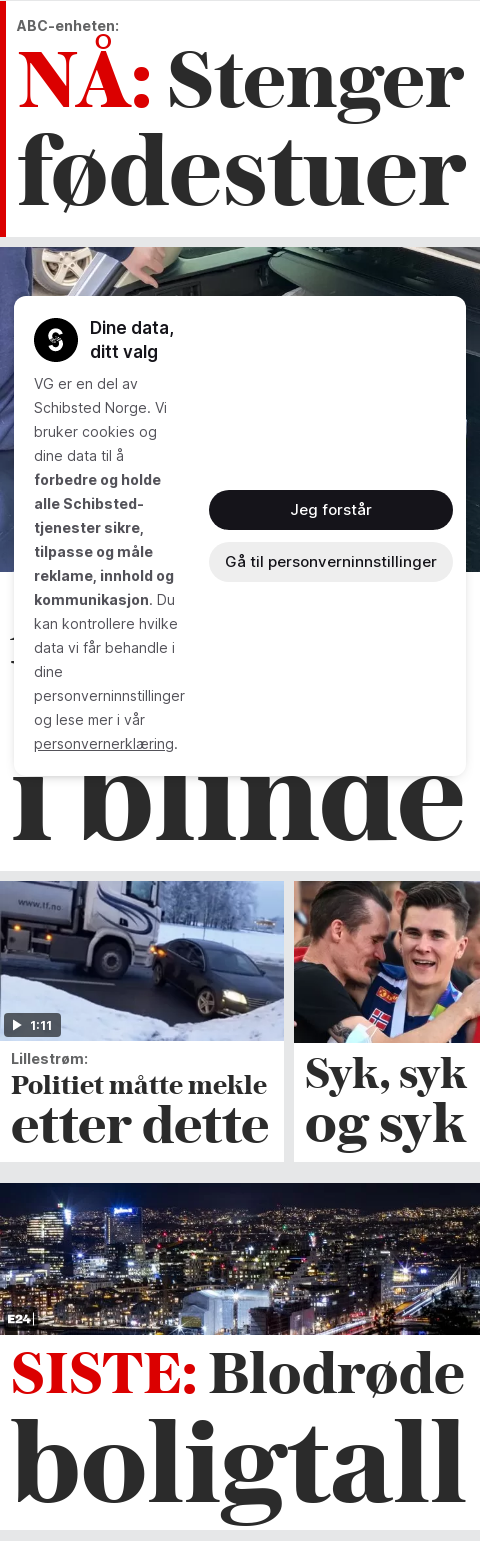 ABC-enheten:
NÅ: Stenger
fødestuer
Dine data,
ditt valg
VG er en del av
Schibsted Norge. Vi
bruker cookies og
dine data til å
forbedre og holde
alle Schibsted-
tjenester sikre,
tilpasse og måle
reklame, innhold og
kommunikasjon. Du
kan kontrollere hvilke
data vi får behandle i
dine
personverninnstillinger
og lese mer i vår
personvernerklæring.
Jeg forstår
Gå til personverninnstillinger
i blinde
www.tf.no
1:11
Lillestrøm:
Politiet måtte mekle
etter dette
Syk, syk
og syk
E24
SISTE: Blodrøde
boligtall